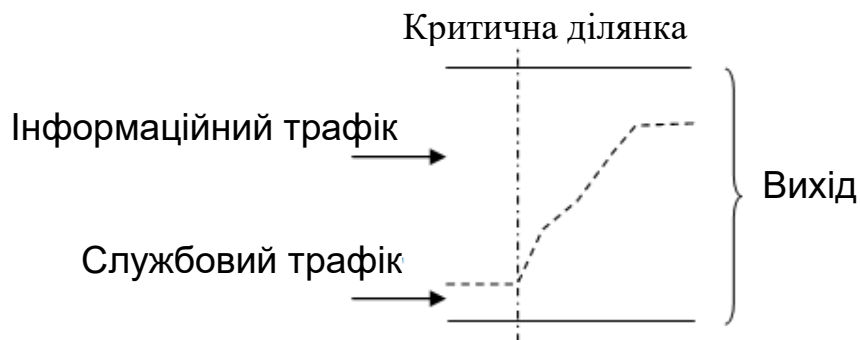 Критична ділянка
Інформаційний трафік
Вихід
Службовий трафік